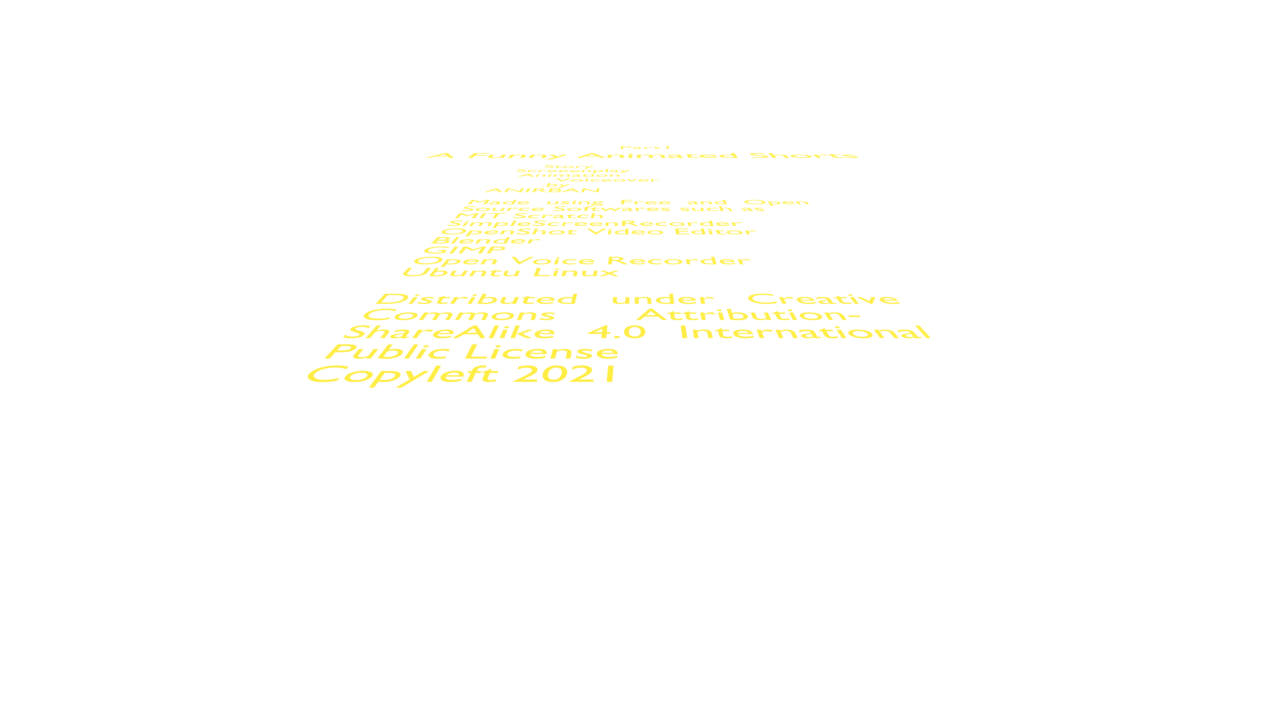 Part I
A Funny Animated Shorts
Story
Screeenplay
Animation
Voiceover
by
ANIRBAN
Made using Free and Open
Source Softwares such as
MIT Scratch
SimpleScreenRecorder
OpenShot Video Editor
Blender
GIMP
Open Voice Recorder
Ubuntu Linux
Distributed under Creative
Commons Attribution-
ShareAlike 4.0 International
Public License
Copyleft 2021